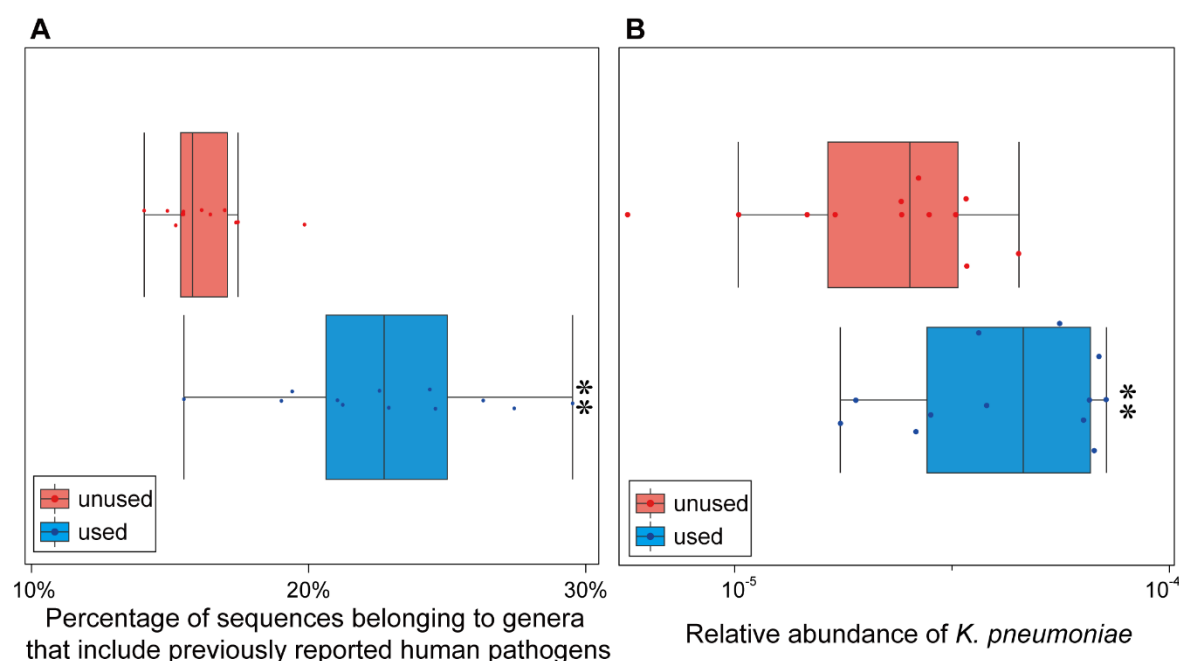 A
B
*
*
*
*
unused
used
unused
used
10%
20%
30%
10⁻⁵
10⁻⁴
Percentage of sequences belonging to genera
that include previously reported human pathogens
Relative abundance of K. pneumoniae